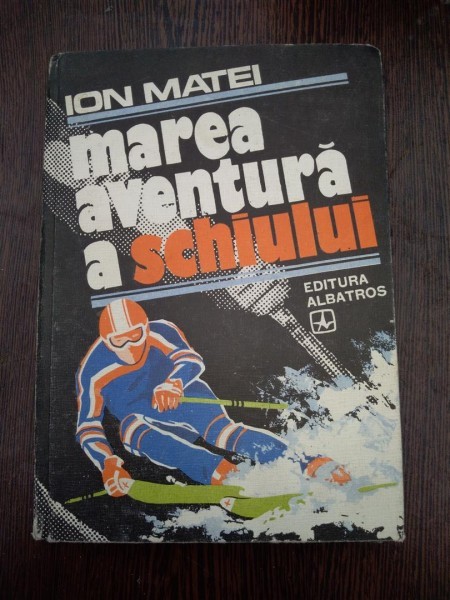 ION MATEI
marea
aventură
a schiului
EDITURA
ALBATROS